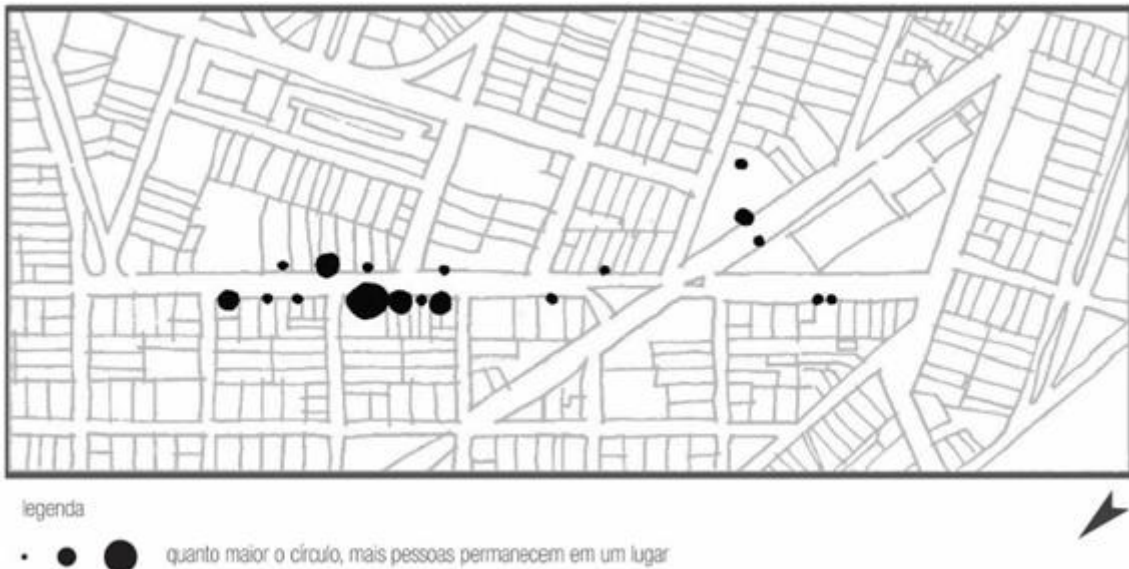 legenda
quanto maior o círculo, mais pessoas permanecem em um lugar